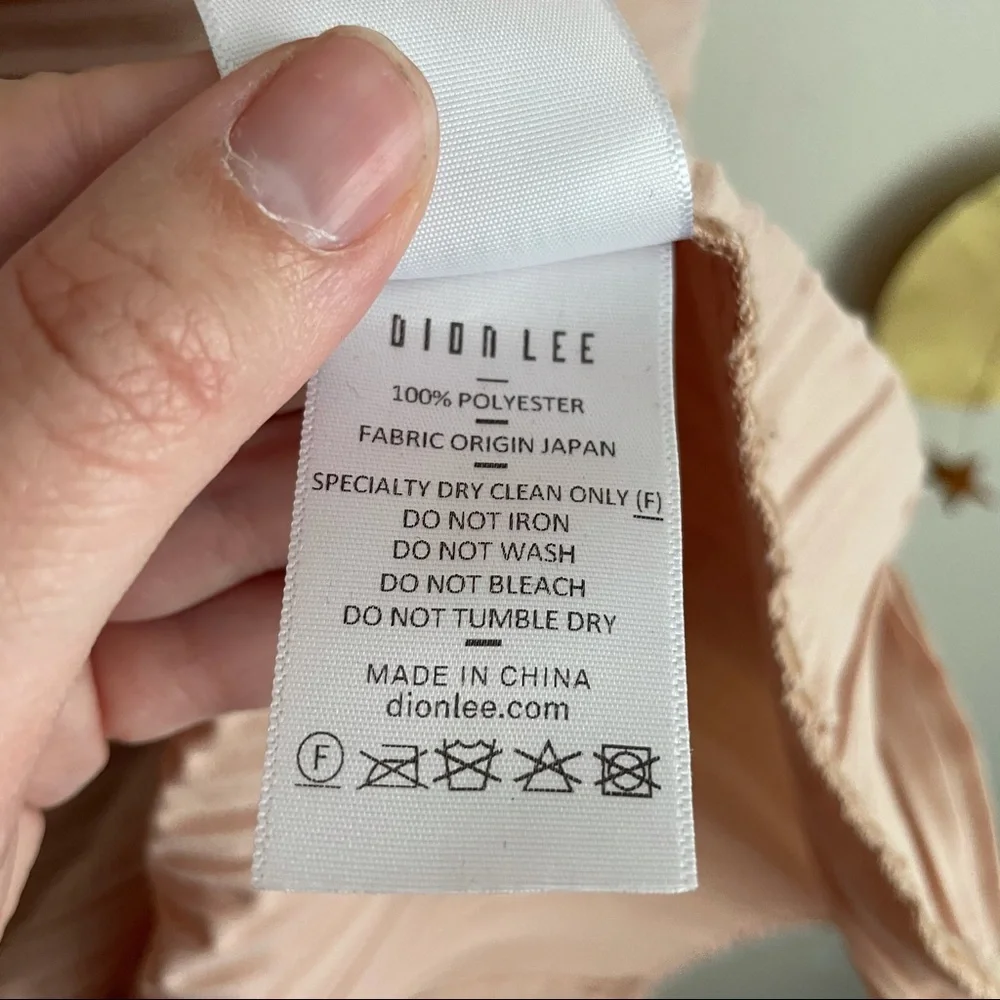 DION LEE
100% POLYESTER
FABRIC ORIGIN JAPAN
SPECIALTY DRY CLEAN ONLY (F)
DO NOT IRON
DO NOT WASH
DO NOT BLEACH
DO NOT TUMBLE DRY
MADE IN CHINA
dionlee.com
F